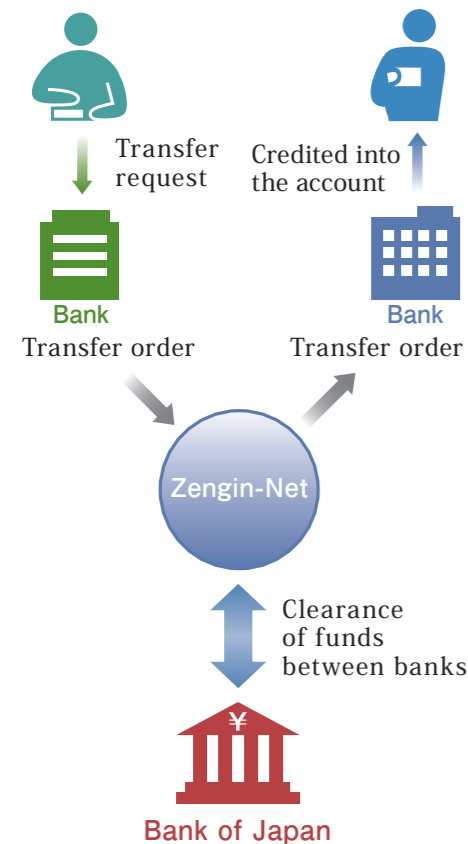 Transfer
request
Credited into
the account
Bank
Bank
Transfer order
Transfer order
Zengin-Net
Clearance
of funds
between banks
¥
Bank of Japan